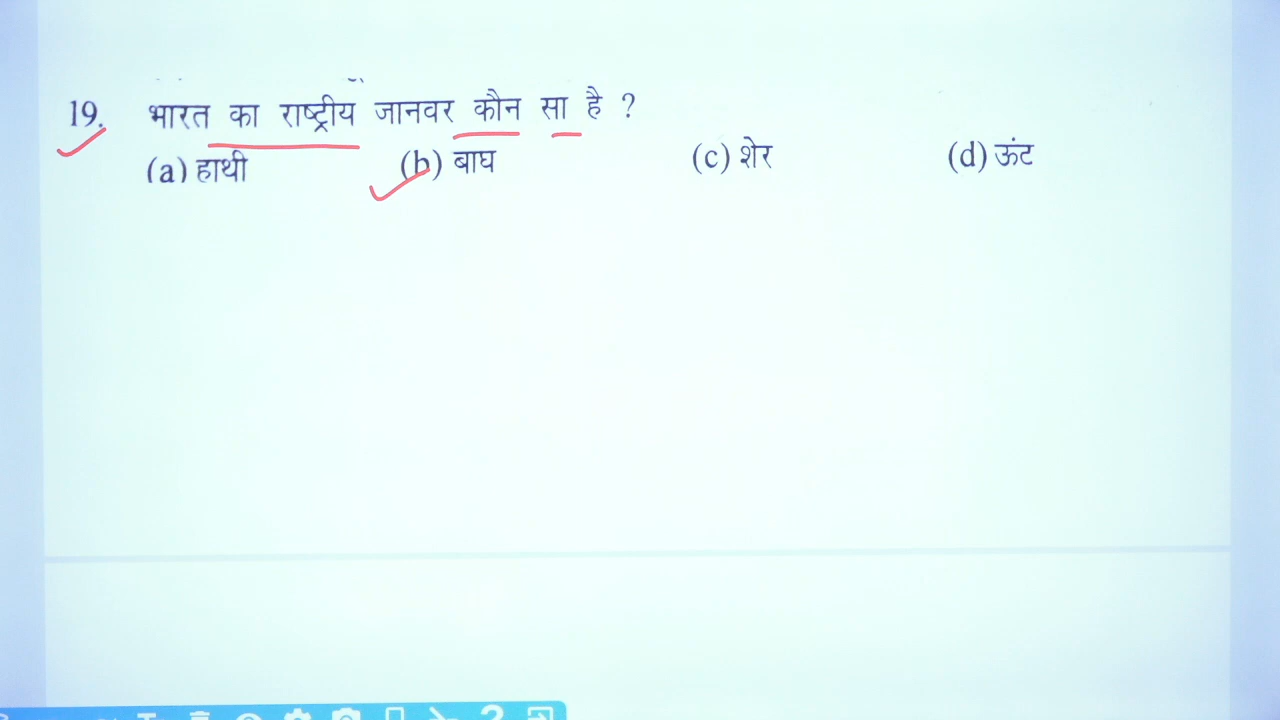 19. भारत का राष्ट्रीय जानवर कौन सा है ?
(a) हाथी (b) बाघ (c) शेर (d) ऊंट